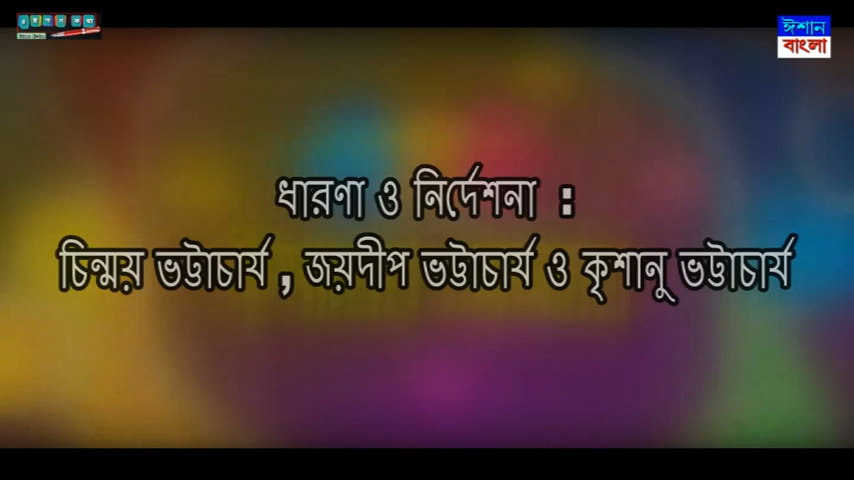 ঈশান
বাংলা
ধারণা ও নির্দেশনা :
চিন্ময় ভট্টাচার্য , জয়দীপ ভট্টাচার্য ও কৃশানু ভট্টাচার্য